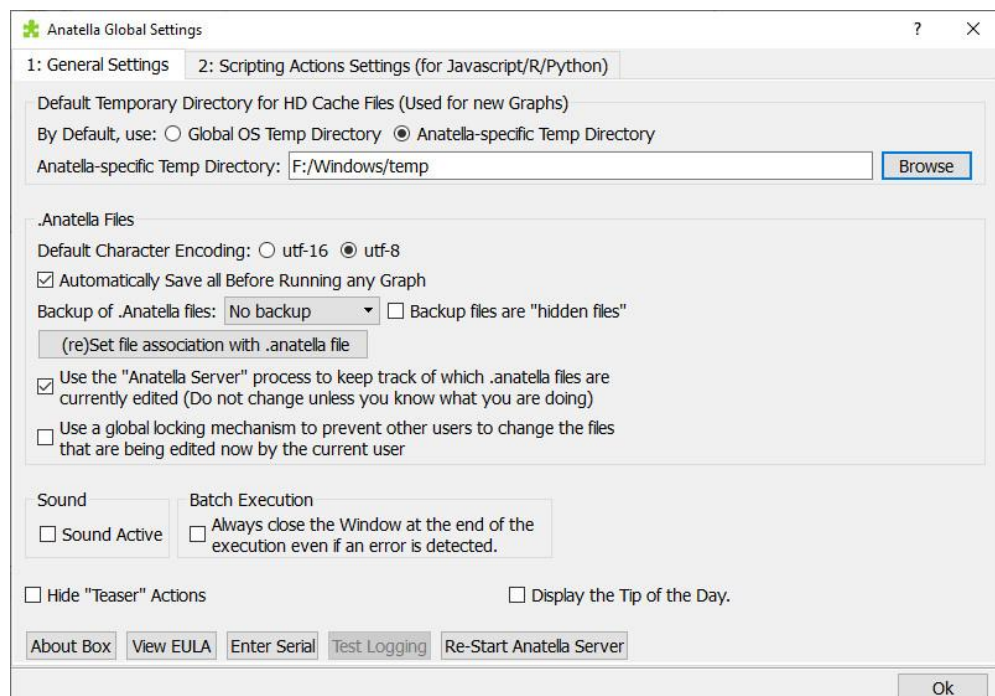 Anatella Global Settings
1: General Settings 2: Scripting Actions Settings (for Javascript/R/Python)
Default Temporary Directory for HD Cache Files (Used for new Graphs)
By Default, use: Global OS Temp Directory Anatella-specific Temp Directory
Anatella-specific Temp Directory: F:/Windows/temp Browse
.Anatella Files
Default Character Encoding: utf-16 utf-8
Automatically Save all Before Running any Graph
Backup of .Anatella files: No backup Backup files are "hidden files"
(re)Set file association with .anatella file
Use the "Anatella Server" process to keep track of which .anatella files are
currently edited (Do not change unless you know what you are doing)
Use a global locking mechanism to prevent other users to change the files
that are being edited now by the current user
Sound Batch Execution
Sound Active
Always close the Window at the end of the
execution even if an error is detected.
Hide "Teaser" Actions Display the Tip of the Day.
About Box View EULA Enter Serial Test Logging Re-Start Anatella Server
Ok